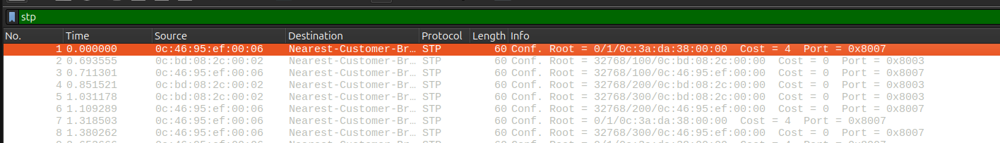 stp
No. Time Source Destination Protocol Length Info
1 0.000000 0c:46:95:ef:00:06 Nearest-Customer-Br… STP 60 Conf. Root = 0/1/0c:3a:da:38:00:00 Cost = 4 Port = 0x8007
2 0.693555 0c:bd:08:2c:00:02 Nearest-Customer-Br… STP 60 Conf. Root = 32768/100/0c:bd:08:2c:00:00 Cost = 0 Port = 0x8003
3 0.711301 0c:46:95:ef:00:06 Nearest-Customer-Br… STP 60 Conf. Root = 32768/100/0c:46:95:ef:00:00 Cost = 0 Port = 0x8007
4 0.851521 0c:bd:08:2c:00:02 Nearest-Customer-Br… STP 60 Conf. Root = 32768/200/0c:bd:08:2c:00:00 Cost = 0 Port = 0x8003
5 1.031178 0c:bd:08:2c:00:02 Nearest-Customer-Br… STP 60 Conf. Root = 32768/300/0c:bd:08:2c:00:00 Cost = 0 Port = 0x8003
6 1.109289 0c:46:95:ef:00:06 Nearest-Customer-Br… STP 60 Conf. Root = 32768/200/0c:46:95:ef:00:00 Cost = 0 Port = 0x8007
7 1.318503 0c:46:95:ef:00:06 Nearest-Customer-Br… STP 60 Conf. Root = 0/1/0c:3a:da:38:00:00 Cost = 4 Port = 0x8007
8 1.380262 0c:46:95:ef:00:06 Nearest-Customer-Br… STP 60 Conf. Root = 32768/300/0c:46:95:ef:00:00 Cost = 0 Port = 0x8007